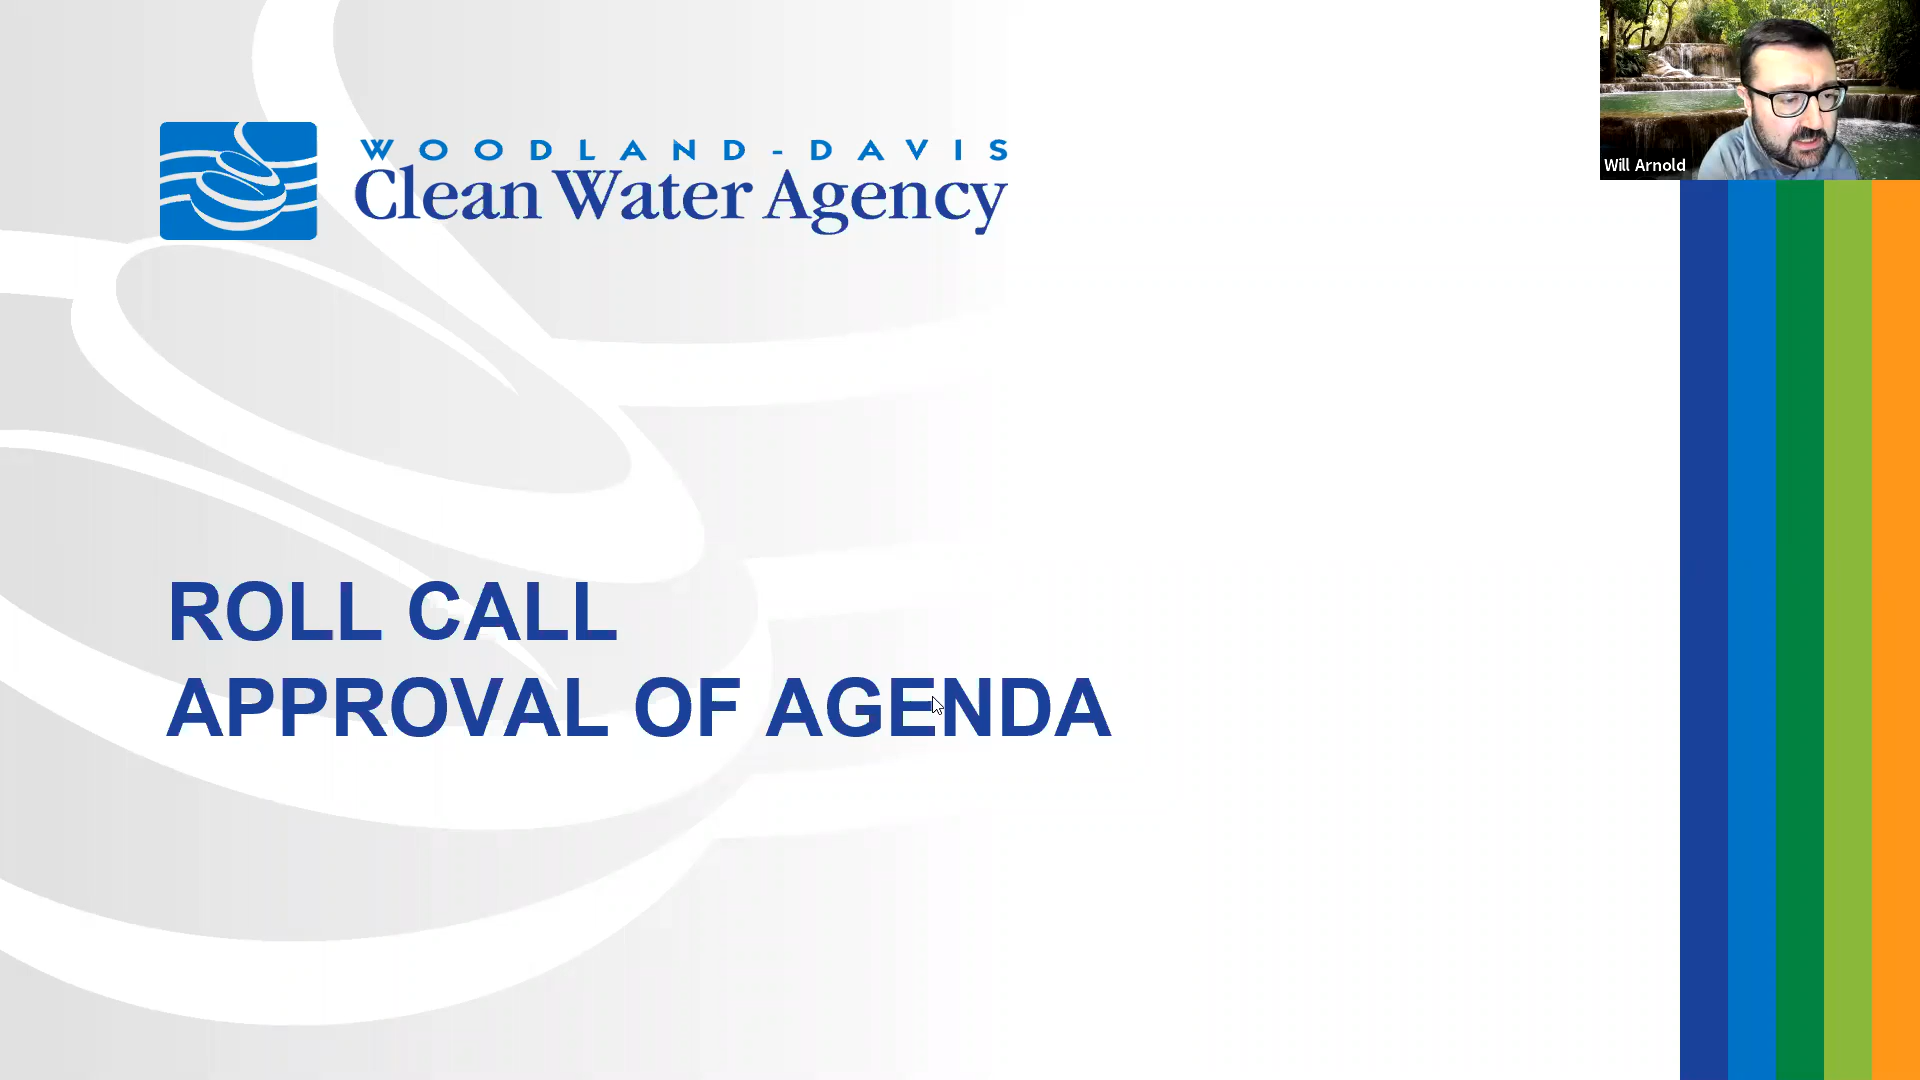 WOODLAND-DAVIS
Clean Water Agency
Will Arnold
ROLL CALL
APPROVAL OF AGENDA